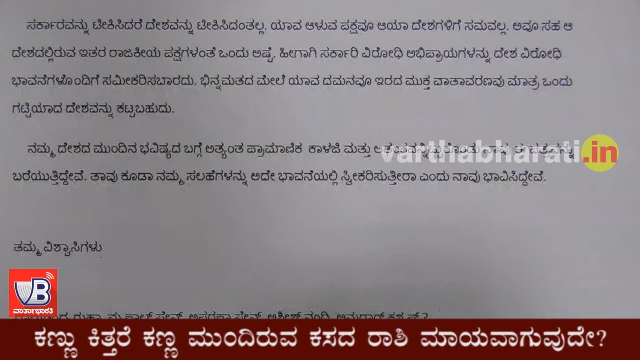 ಸರ್ಕಾರವನ್ನು ಟೀಕಿಸಿದರೆ ದೇಶವನ್ನು ಟೀಕಿಸಿದಂತಲ್ಲ. ಯಾವ ಆಳುವ ಪಕ್ಷವೂ ಆಯಾ ದೇಶಗಳಿಗೆ ಸಮವಲ್ಲ. ಅವೂ ಸಹ ಆ
ದೇಶದಲ್ಲಿರುವ ಇತರ ರಾಜಕೀಯ ಪಕ್ಷಗಳಂತೆ ಒಂದು ಅಷ್ಟೆ. ಹೀಗಾಗಿ ಸರ್ಕಾರಿ ವಿರೋಧಿ ಅಭಿಪ್ರಾಯಗಳನ್ನು ದೇಶ ವಿರೋಧಿ
ಭಾವನೆಗಳೊಂದಿಗೆ ಸಮೀಕರಿಸಬಾರದು. ಭಿನ್ನಮತದ ಮೇಲೆ ಯಾವ ದಮನವೂ ಇರದ ಮುಕ್ತ ವಾತಾವರಣವು ಮಾತ್ರ ಒಂದು
ಗಟ್ಟಿಯಾದ ದೇಶವನ್ನು ಕಟ್ಟಬಹುದು.
ನಮ್ಮ ದೇಶದ ಮುಂದಿನ ಭವಿಷ್ಯದ ಬಗ್ಗೆ ಅತ್ಯಂತ ಪ್ರಾಮಾಣಿಕ ಕಾಳಜಿ ಮತ್ತು
varthabharati.in
ಬರೆಯುತ್ತಿದ್ದೇವೆ. ತಾವು ಕೂಡಾ ನಮ್ಮ ಸಲಹೆಗಳನ್ನು ಅದೇ ಭಾವನೆಯಲ್ಲಿ ಸ್ವೀಕರಿಸುತ್ತೀರಾ ಎಂದು ನಾವು ಭಾವಿಸಿದ್ದೇವೆ.
ತಮ್ಮ ವಿಶ್ವಾಸಿಗಳು
VB
ವಾರ್ತಾಭಾರತಿ
ಕಣ್ಣು ಕಿತ್ತರೆ ಕಣ್ಣ ಮುಂದಿರುವ ಕಸದ ರಾಶಿ ಮಾಯವಾಗುವುದೇ?